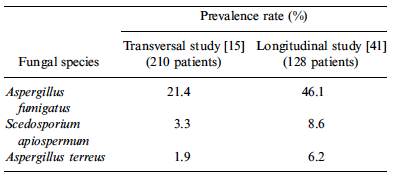 Prevalence rate (%)
Transversal study [15] Longitudinal study [41]
Fungal species (210 patients) (128 patients)
Aspergillus 21.4 46.1
fumigatus
Scedosporium 3.3 8.6
apiospermum
Aspergillus terreus 1.9 6.2